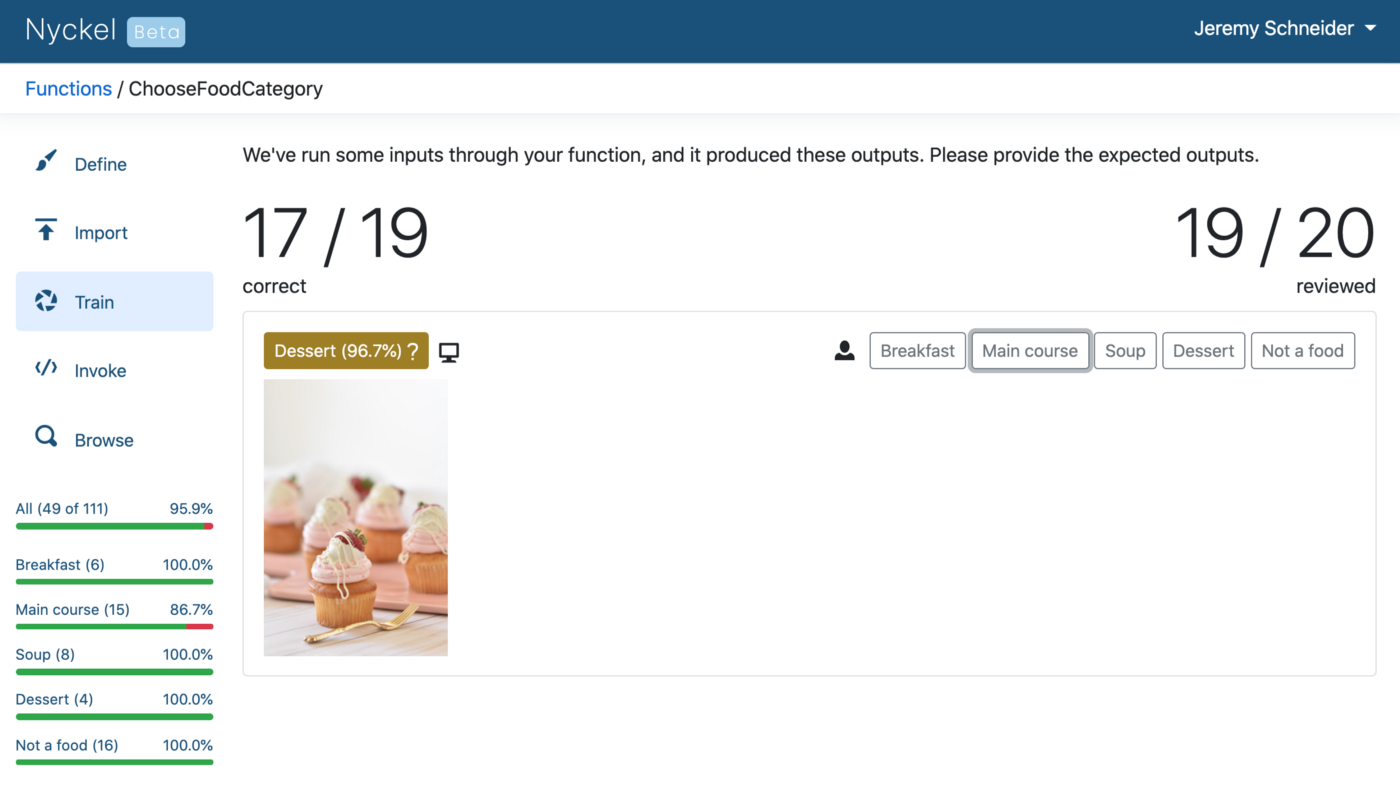 Nyckel Beta
Jeremy Schneider
Functions / ChooseFoodCategory
Define
Import
Train
Invoke
Browse
All (49 of 111) 95.9%
Breakfast (6) 100.0%
Main course (15) 86.7%
Soup (8) 100.0%
Dessert (4) 100.0%
Not a food (16) 100.0%
We've run some inputs through your function, and it produced these outputs. Please provide the expected outputs.
17 / 19
correct
19 / 20
reviewed
Dessert (96.7%) ?
Breakfast Main course Soup Dessert Not a food